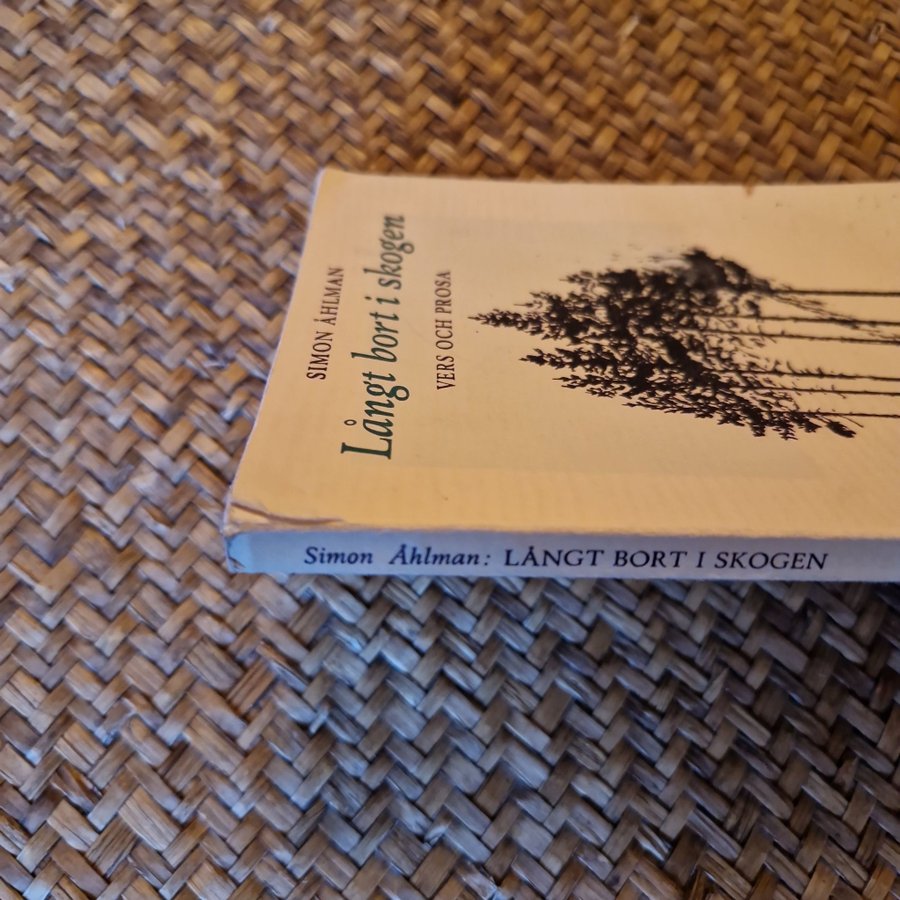 SIMON ÅHLMAN
Långt bort i skogen
VERS OCH PROSA
Simon Åhlman: LÅNGT BORT I SKOGEN